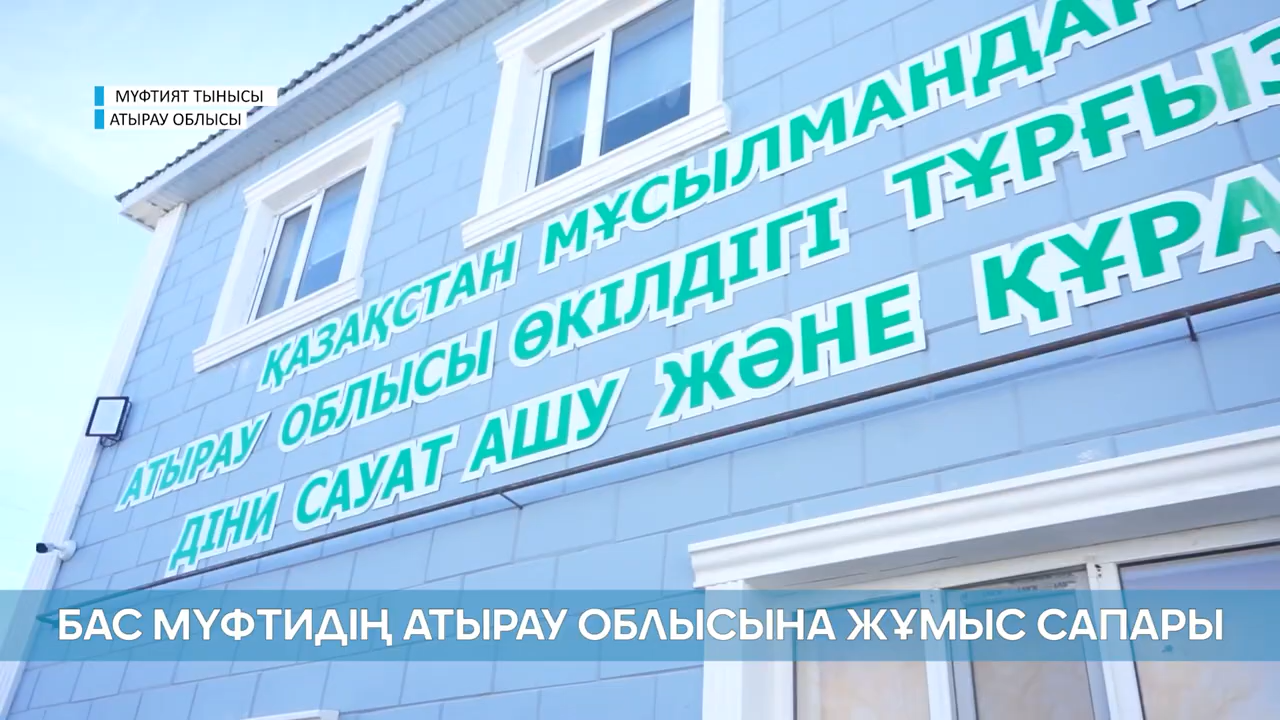 МҮФТИЯТ ТЫНЫСЫ
АТЫРАУ ОБЛЫСЫ
ҚАЗАҚСТАН МҰСЫЛМАНДАР
АТЫРАУ ОБЛЫСЫ ӨКІЛДІГІ ТҰРҒЫЗ
ДІНИ САУАТ АШУ ЖӘНЕ ҚҰРА
БАС МҮФТИДІҢ АТЫРАУ ОБЛЫСЫНА ЖҰМЫС САПАРЫ